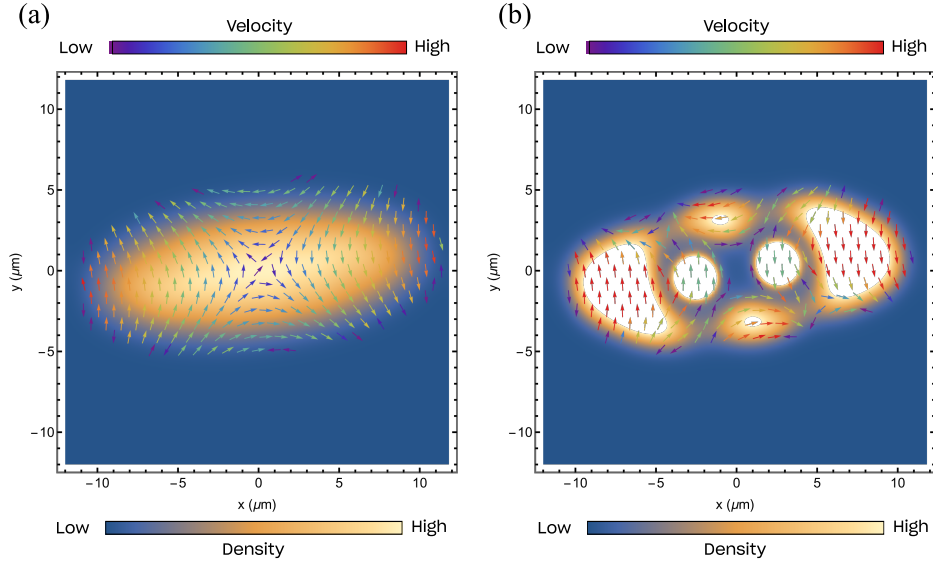 (a)
Velocity
Low High
10
5
0
−5
−10
y (μm)
−10 −5 0 5 10
x (μm)
Low High
Density
(b)
Velocity
Low High
10
5
0
−5
−10
y (μm)
−10 −5 0 5 10
x (μm)
Low High
Density